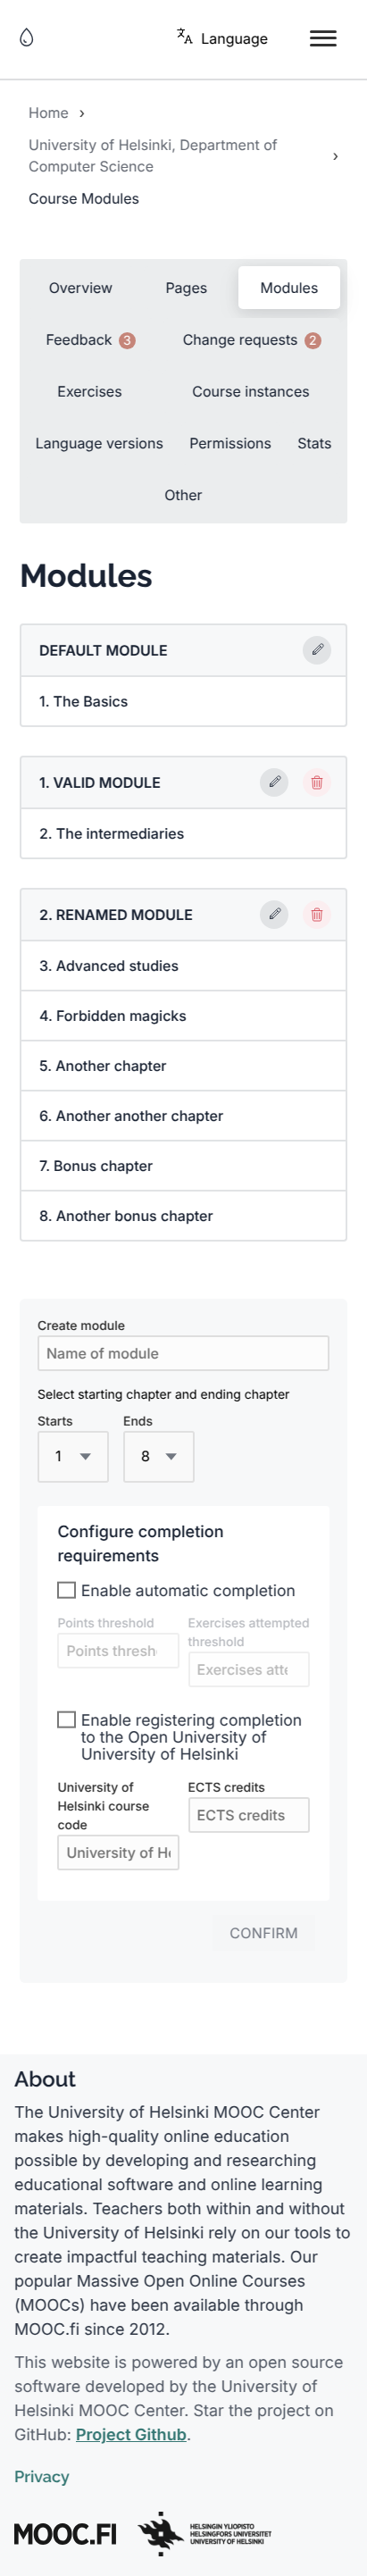 Language
Home ›
University of Helsinki, Department of
Computer Science ›
Course Modules
Overview Pages Modules
Feedback 3 Change requests 2
Exercises Course instances
Language versions Permissions Stats
Other
Modules
DEFAULT MODULE
1. The Basics
1. VALID MODULE
2. The intermediaries
2. RENAMED MODULE
3. Advanced studies
4. Forbidden magicks
5. Another chapter
6. Another another chapter
7. Bonus chapter
8. Another bonus chapter
Create module
Name of module
Select starting chapter and ending chapter
Starts Ends
1 8
Configure completion
requirements
Enable automatic completion
Points threshold
Points thresh
Exercises attempted
threshold
Exercises atte
Enable registering completion
to the Open University of
University of Helsinki
University of
Helsinki course
code
University of He
ECTS credits
ECTS credits
CONFIRM
About
The University of Helsinki MOOC Center
makes high-quality online education
possible by developing and researching
educational software and online learning
materials. Teachers both within and without
the University of Helsinki rely on our tools to
create impactful teaching materials. Our
popular Massive Open Online Courses
(MOOCs) have been available through
MOOC.fi since 2012.
This website is powered by an open source
software developed by the University of
Helsinki MOOC Center. Star the project on
GitHub: Project Github.
Privacy
MOOC.FI
HELSINGIN YLIOPISTO
HELSINGFORS UNIVERSITET
UNIVERSITY OF HELSINKI